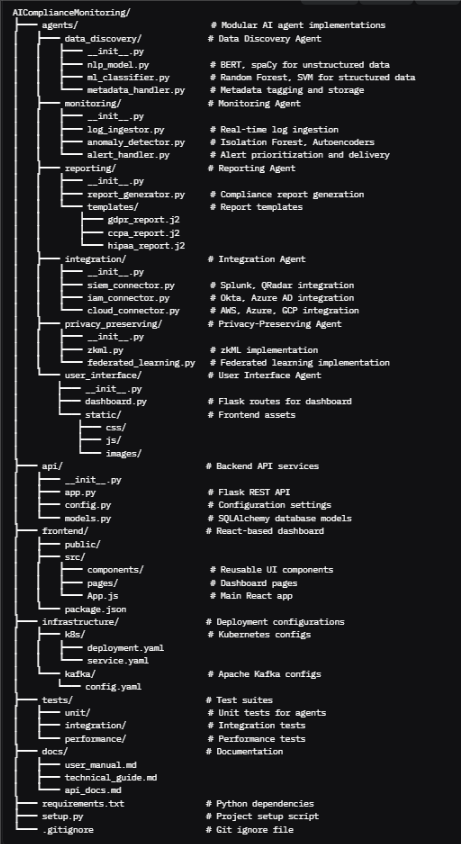 AIComplianceMonitoring/
├── agents/                              # Modular AI agent implementations
│   ├── data_discovery/                  # Data Discovery Agent
│   │   ├── __init__.py
│   │   ├── nlp_model.py                 # BERT, spaCy for unstructured data
│   │   ├── ml_classifier.py             # Random Forest, SVM for structured data
│   │   └── metadata_handler.py          # Metadata tagging and storage
│   ├── monitoring/                      # Monitoring Agent
│   │   ├── __init__.py
│   │   ├── log_ingestor.py              # Real-time log ingestion
│   │   ├── anomaly_detector.py          # Isolation Forest, Autoencoders
│   │   └── alert_handler.py             # Alert prioritization and delivery
│   ├── reporting/                       # Reporting Agent
│   │   ├── __init__.py
│   │   ├── report_generator.py          # Compliance report generation
│   │   └── templates/                   # Report templates
│   │       ├── gdpr_report.j2
│   │       ├── ccpa_report.j2
│   │       └── hipaa_report.j2
│   ├── integration/                     # Integration Agent
│   │   ├── __init__.py
│   │   ├── siem_connector.py            # Splunk, QRadar integration
│   │   ├── iam_connector.py             # Okta, Azure AD integration
│   │   └── cloud_connector.py           # AWS, Azure, GCP integration
│   ├── privacy_preserving/              # Privacy-Preserving Agent
│   │   ├── __init__.py
│   │   ├── zkml.py                      # zkML implementation
│   │   └── federated_learning.py        # Federated learning implementation
│   └── user_interface/                  # User Interface Agent
│       ├── __init__.py
│       ├── dashboard.py                 # Flask routes for dashboard
│       └── static/                      # Frontend assets
│           ├── css/
│           ├── js/
│           └── images/
├── api/                                 # Backend API services
│   ├── __init__.py
│   ├── app.py                           # Flask REST API
│   ├── config.py                        # Configuration settings
│   └── models.py                        # SQLAlchemy database models
├── frontend/                            # React-based dashboard
│   ├── public/
│   ├── src/
│   │   ├── components/                  # Reusable UI components
│   │   ├── pages/                       # Dashboard pages
│   │   └── App.js                       # Main React app
│   └── package.json
├── infrastructure/                      # Deployment configurations
│   ├── k8s/                             # Kubernetes configs
│   │   ├── deployment.yaml
│   │   └── service.yaml
│   └── kafka/                           # Apache Kafka configs
│       └── config.yaml
├── tests/                               # Test suites
│   ├── unit/                            # Unit tests for agents
│   ├── integration/                     # Integration tests
│   └── performance/                     # Performance tests
├── docs/                                # Documentation
│   ├── user_manual.md
│   ├── technical_guide.md
│   └── api_docs.md
├── requirements.txt                     # Python dependencies
├── setup.py                             # Project setup script
└── .gitignore                           # Git ignore file